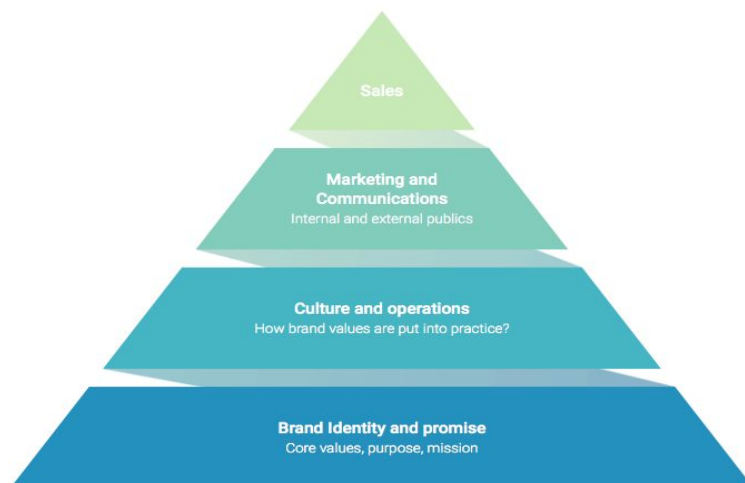 Sales
Marketing and
Communications
Internal and external publics
Culture and operations
How brand values are put into practice?
Brand Identity and promise
Core values, purpose, mission